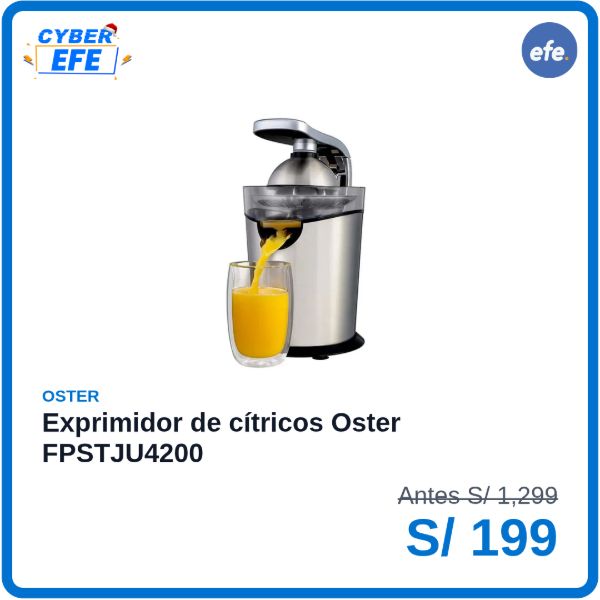 CYBER
EFE
efe.
OSTER
Exprimidor de cítricos Oster
FPSTJU4200
Antes S/ 1,299
S/ 199